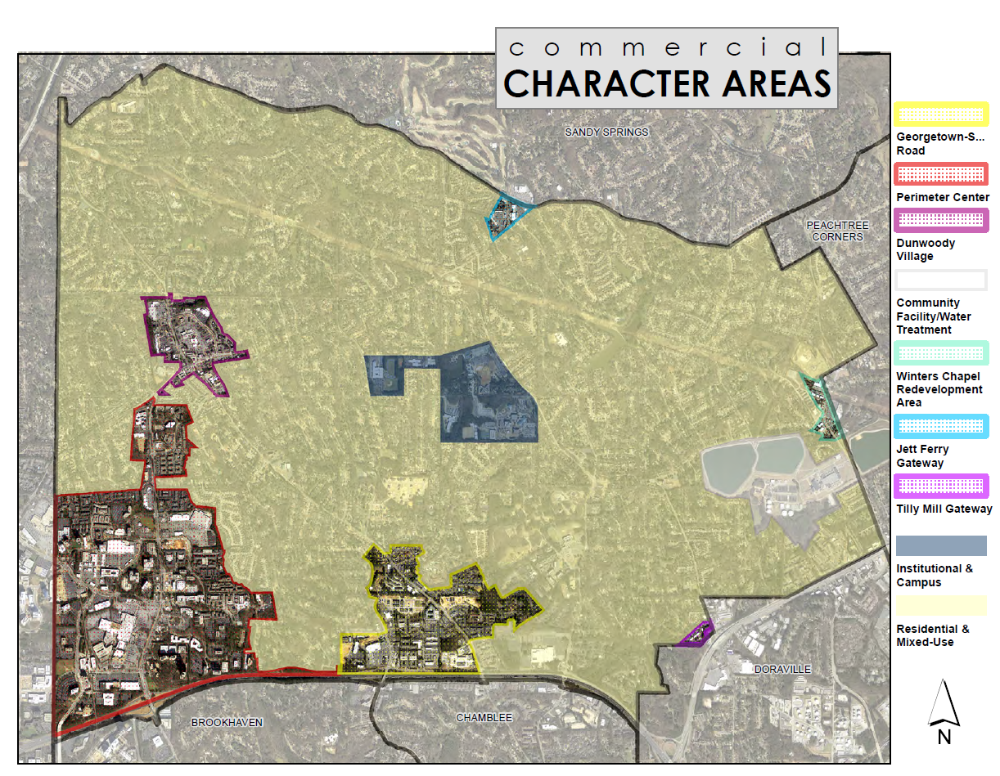 commercial
CHARACTER AREAS
SANDY SPRINGS
PEACHTREE
CORNERS
BROOKHAVEN
CHAMBLEE
DORAVILLE
Georgetown-S...
Road
Perimeter Center
Dunwoody
Village
Community
Facility/Water
Treatment
Winters Chapel
Redevelopment
Area
Jett Ferry
Gateway
Tilly Mill Gateway
Institutional &
Campus
Residential &
Mixed-Use
N